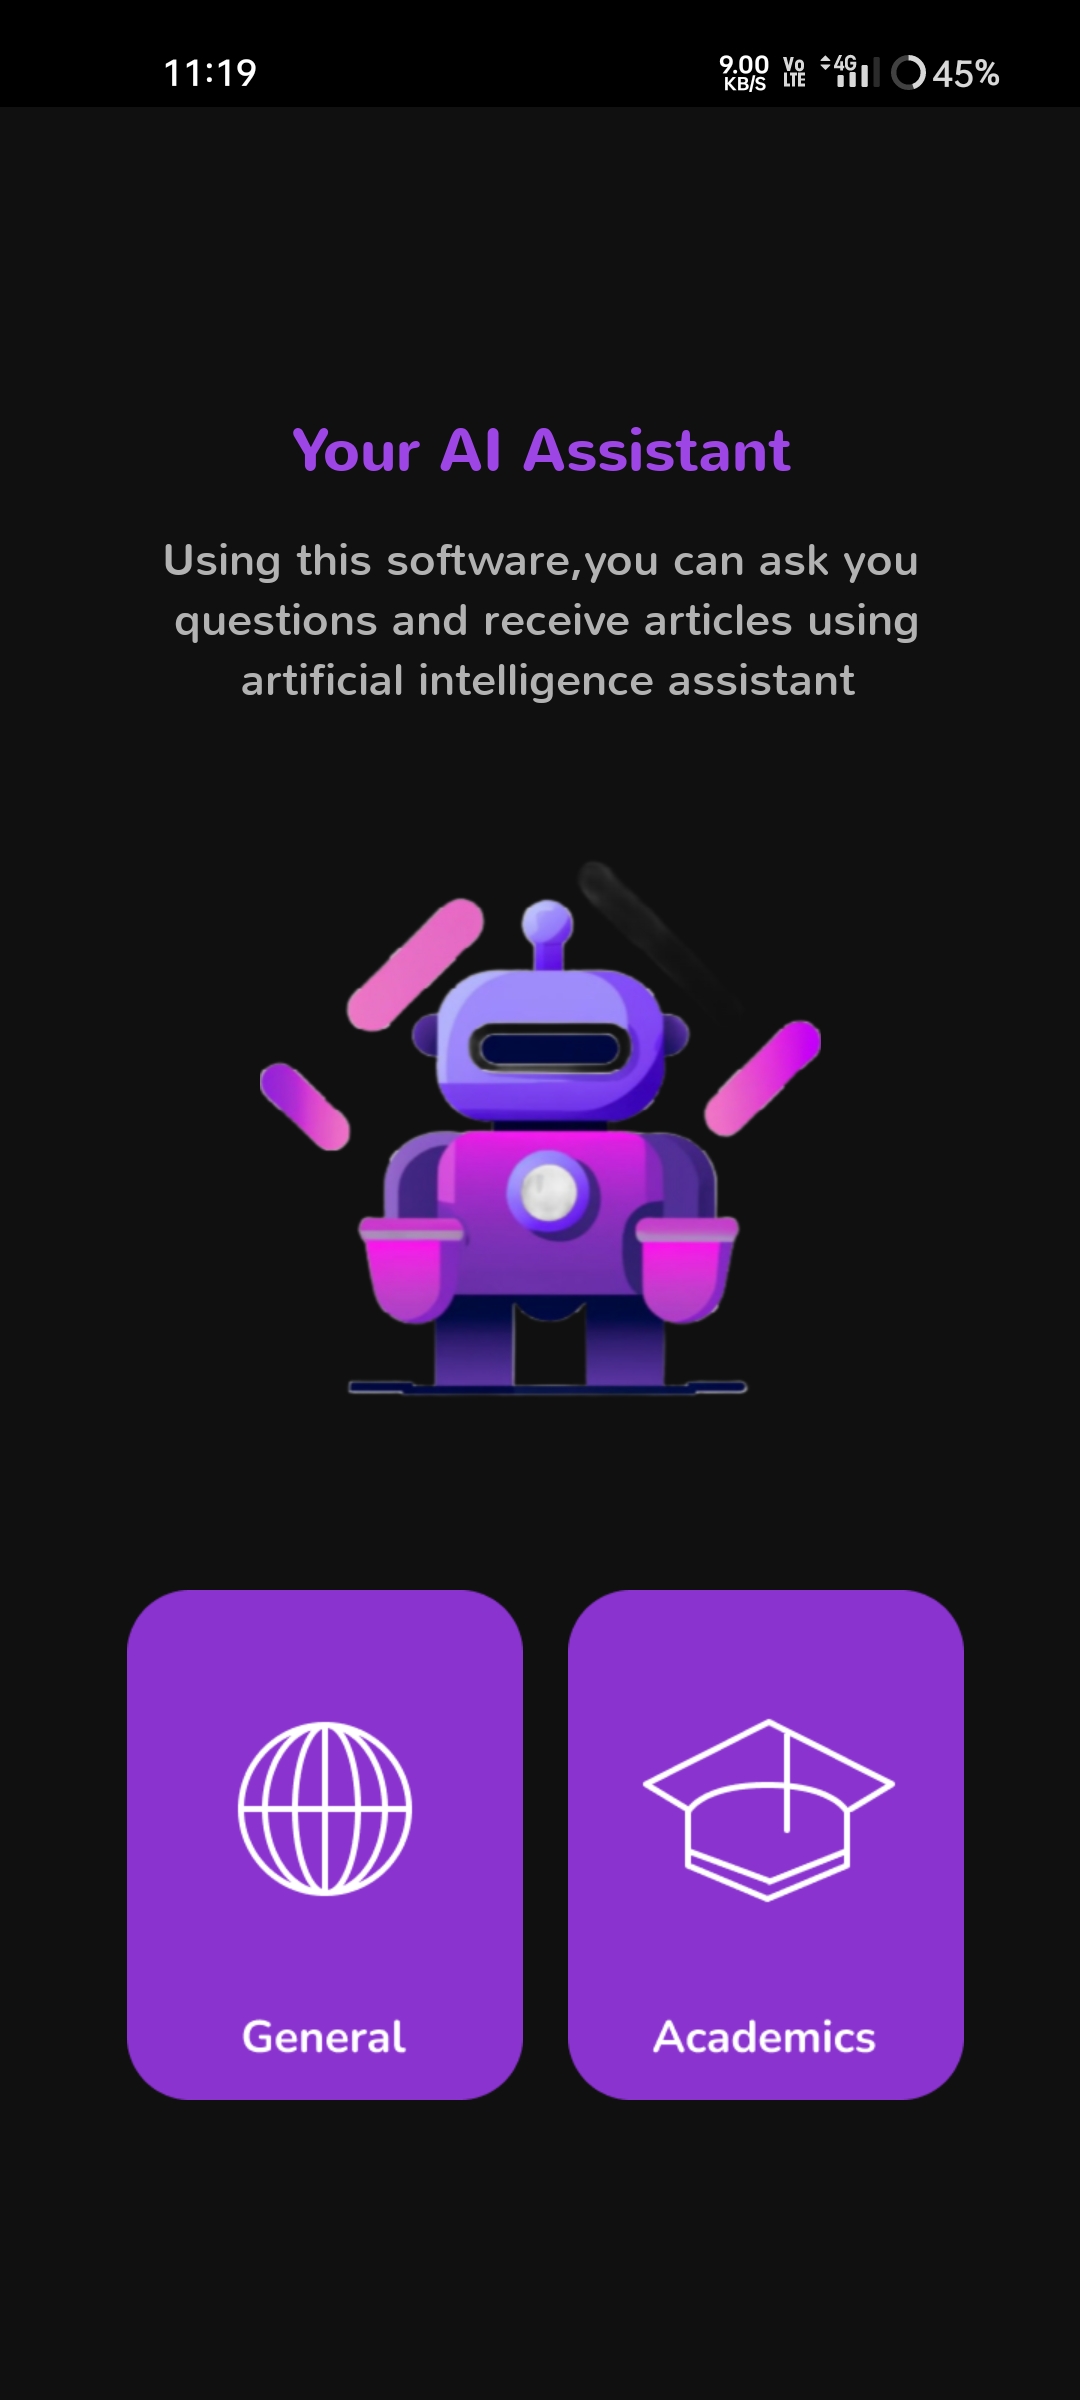 11:19
9.00
KB/S
Vo
LTE
4G
45%
Your AI Assistant
Using this software,you can ask you
questions and receive articles using
artificial intelligence assistant
General
Academics